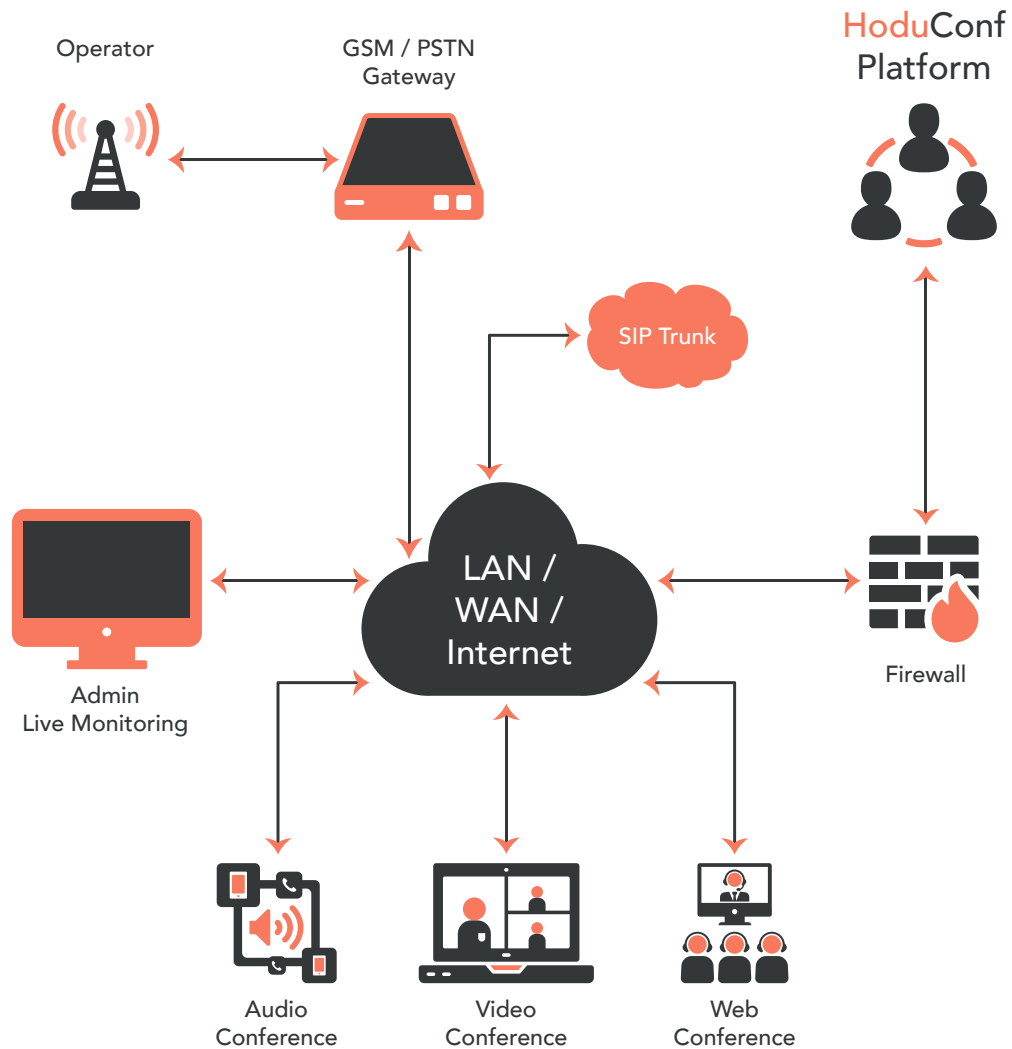 Operator
GSM / PSTN
Gateway
HoduConf
Platform
SIP Trunk
LAN /
WAN /
Internet
Admin
Live Monitoring
Firewall
Audio
Conference
Video
Conference
Web
Conference